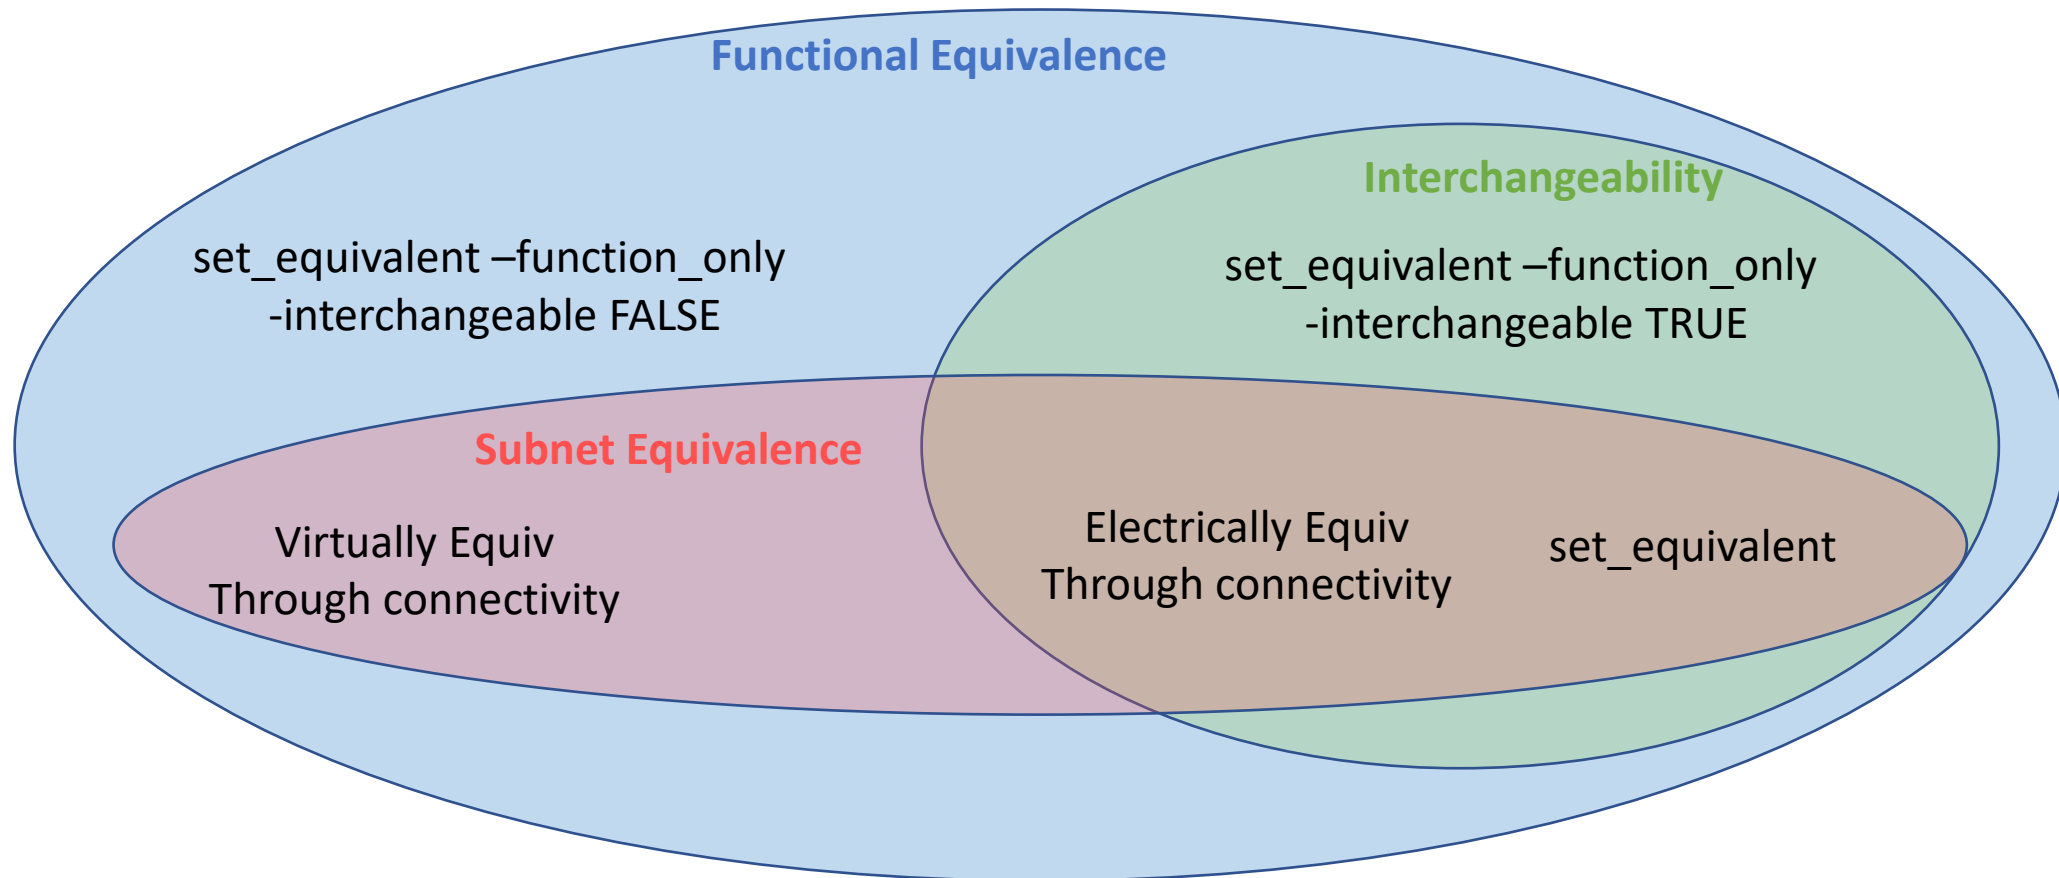 Functional Equivalence
Interchangeability
set_equivalent –function_only
-interchangeable FALSE
set_equivalent –function_only
-interchangeable TRUE
Subnet Equivalence
Virtually Equiv
Through connectivity
Electrically Equiv
Through connectivity
set_equivalent